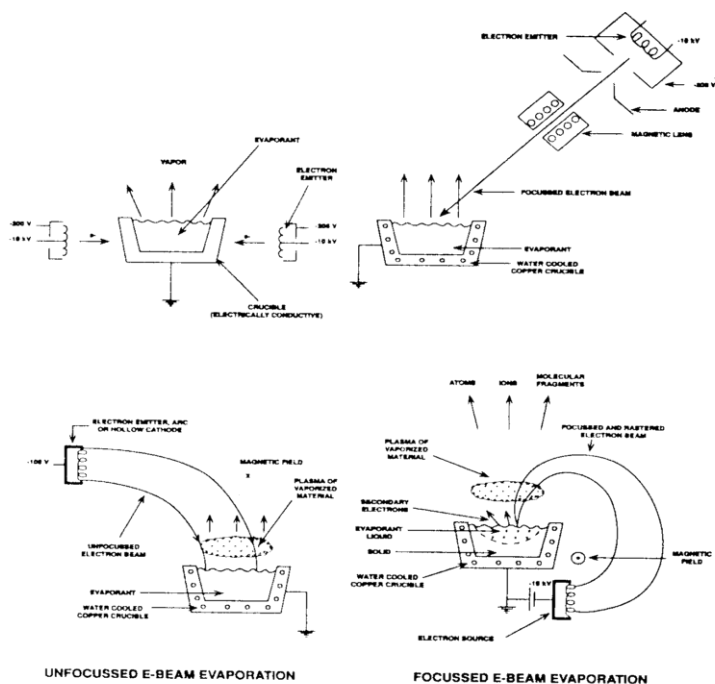 ELECTRON EMITTER
-10 kV
-200 V
ANODE
MAGNETIC LENS
FOCUSSED ELECTRON BEAM
EVAPORANT
WATER COOLED
COPPER CRUCIBLE
EVAPORANT
VAPOR
ELECTRON
EMITTER
-200 V
-10 kV
-200 V
-10 kV
CRUCIBLE
(ELECTRICALLY CONDUCTIVE)
ELECTRON EMITTER, ARC
OR HOLLOW CATHODE
-100 V
MAGNETIC FIELD
x
PLASMA OF
VAPORIZED
MATERIAL
UNFOCUSSED
ELECTRON BEAM
EVAPORANT
WATER COOLED
COPPER CRUCIBLE
UNFOCUSSED E-BEAM EVAPORATION
ATOMS
IONS
MOLECULAR
FRAGMENTS
FOCUSSED AND RASTERED
ELECTRON BEAM
PLASMA OF
VAPORIZED
MATERIAL
SECONDARY
ELECTRONS
EVAPORANT
LIQUID
SOLID
WATER COOLED
COPPER CRUCIBLE
MAGNETIC
FIELD
-10 kV
ELECTRON SOURCE
FOCUSSED E-BEAM EVAPORATION